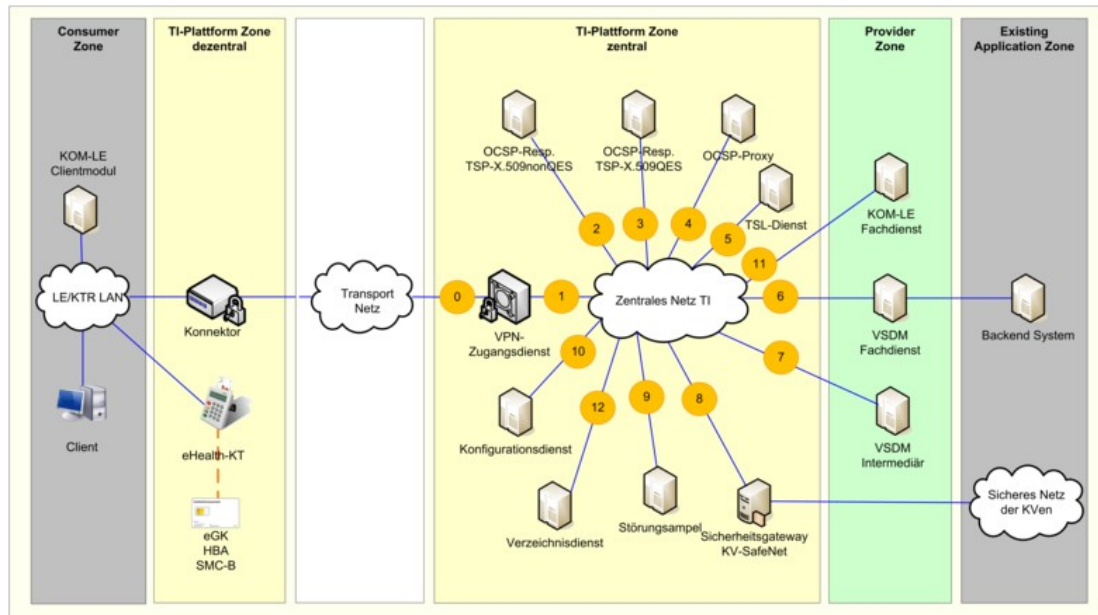 Consumer
Zone
TI-Plattform Zone
dezentral
TI-Plattform Zone
zentral
Provider
Zone
Existing
Application Zone
KOM-LE
Clientmodul
LE/KTR LAN
Client
Konnektor
eHealth-KT
eGK
HBA
SMC-B
Transport
Netz
0
VPN-
Zugangsdienst
1
Zentrales Netz TI
OCSP-Resp.
TSP-X.509nonQES
2
OCSP-Resp.
TSP-X.509QES
3
OCSP-Proxy
4
TSL-Dienst
5
11
6
7
8
9
10
12
Konfigurationsdienst
Verzeichnisdienst
Störungsampel
Sicherheitsgateway
KV-SafeNet
KOM-LE
Fachdienst
VSDM
Fachdienst
VSDM
Intermediär
Backend System
Sicheres Netz
der KVen